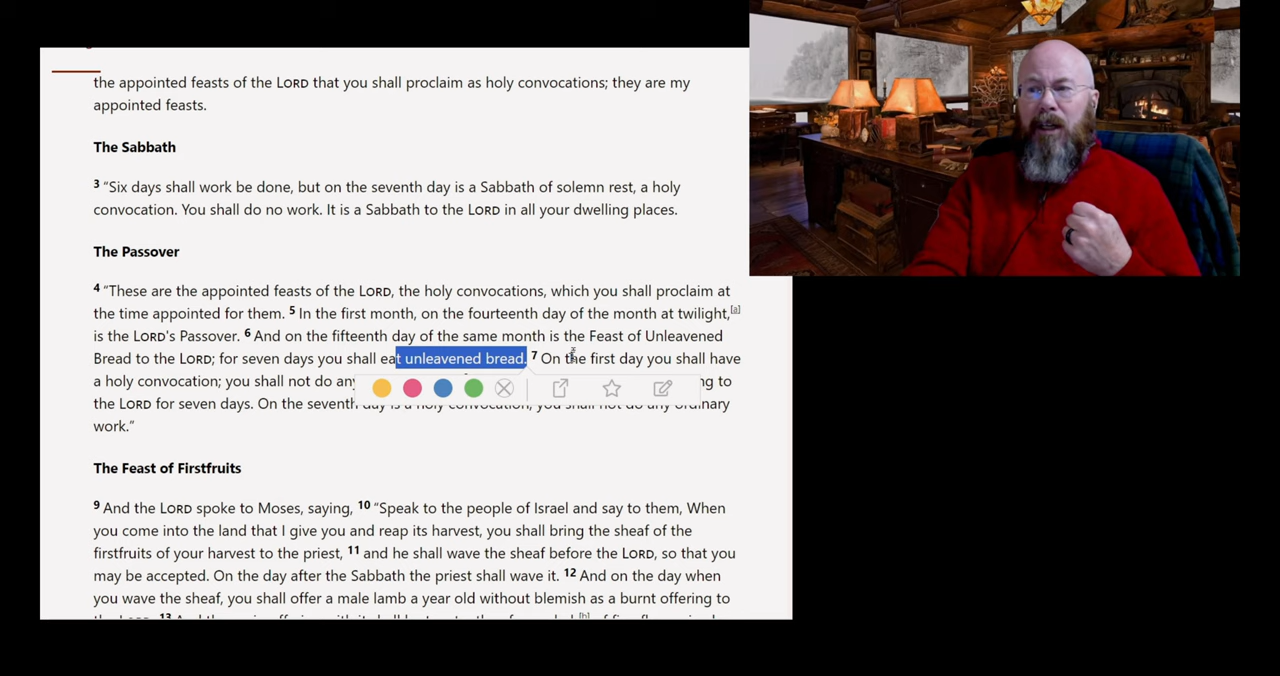 the appointed feasts of the LORD that you shall proclaim as holy convocations; they are my
appointed feasts.
The Sabbath
3 “Six days shall work be done, but on the seventh day is a Sabbath of solemn rest, a holy
convocation. You shall do no work. It is a Sabbath to the LORD in all your dwelling places.
The Passover
4 “These are the appointed feasts of the LORD, the holy convocations, which you shall proclaim at
the time appointed for them. 5 In the first month, on the fourteenth day of the month at twilight,[a]
is the LORD's Passover. 6 And on the fifteenth day of the same month is the Feast of Unleavened
Bread to the LORD; for seven days you shall eat unleavened bread. 7 On the first day you shall have
a holy convocation; you shall not do any to
the LORD for seven days. On the seventh day is a holy convocation; you shall not do any ordinary
work.”
The Feast of Firstfruits
9 And the LORD spoke to Moses, saying, 10 “Speak to the people of Israel and say to them, When
you come into the land that I give you and reap its harvest, you shall bring the sheaf of the
firstfruits of your harvest to the priest, 11 and he shall wave the sheaf before the LORD, so that you
may be accepted. On the day after the Sabbath the priest shall wave it. 12 And on the day when
you wave the sheaf, you shall offer a male lamb a year old without blemish as a burnt offering to